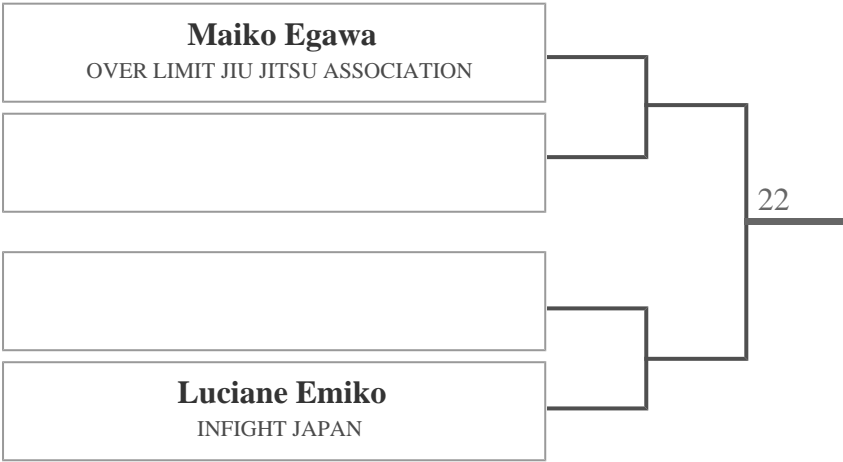 Maiko Egawa
OVER LIMIT JIU JITSU ASSOCIATION
22
Luciane Emiko
INFIGHT JAPAN